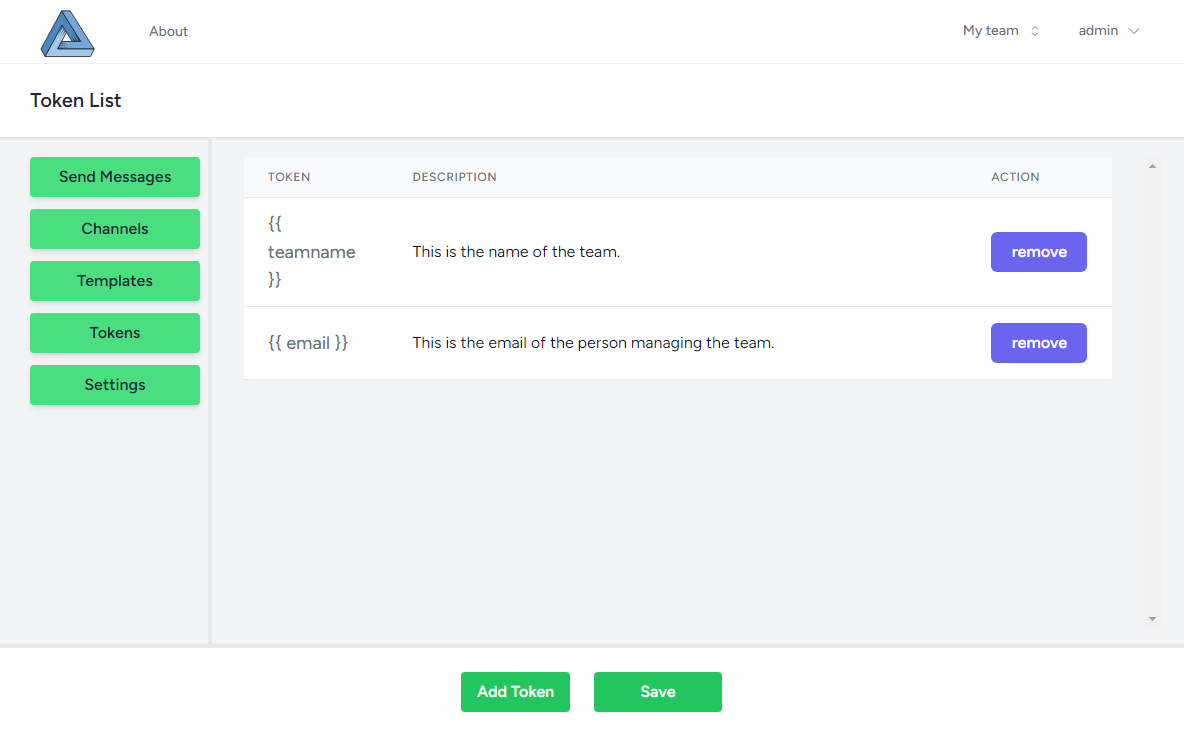 About
My team
admin
Token List
Send Messages
Channels
Templates
Tokens
Settings
TOKEN DESCRIPTION ACTION
{{
teamname
}}
This is the name of the team.
remove
{{ email }}
This is the email of the person managing the team.
remove
Add Token
Save